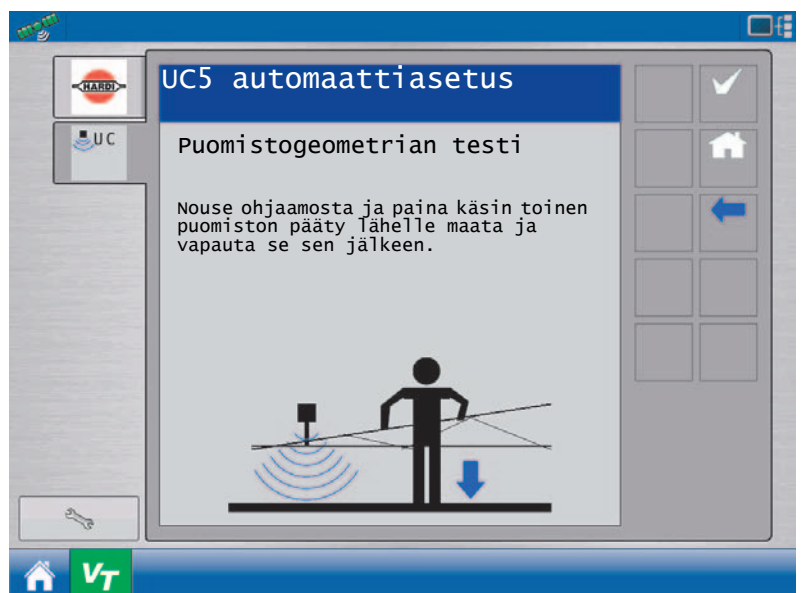 UC5 automaattiasetus
HARDI
UC
Puomistogeometrian testi
Nouse ohjaamosta ja paina käsin toinen
puomiston pääty lähelle maata ja
vapauta se sen jälkeen.
VT